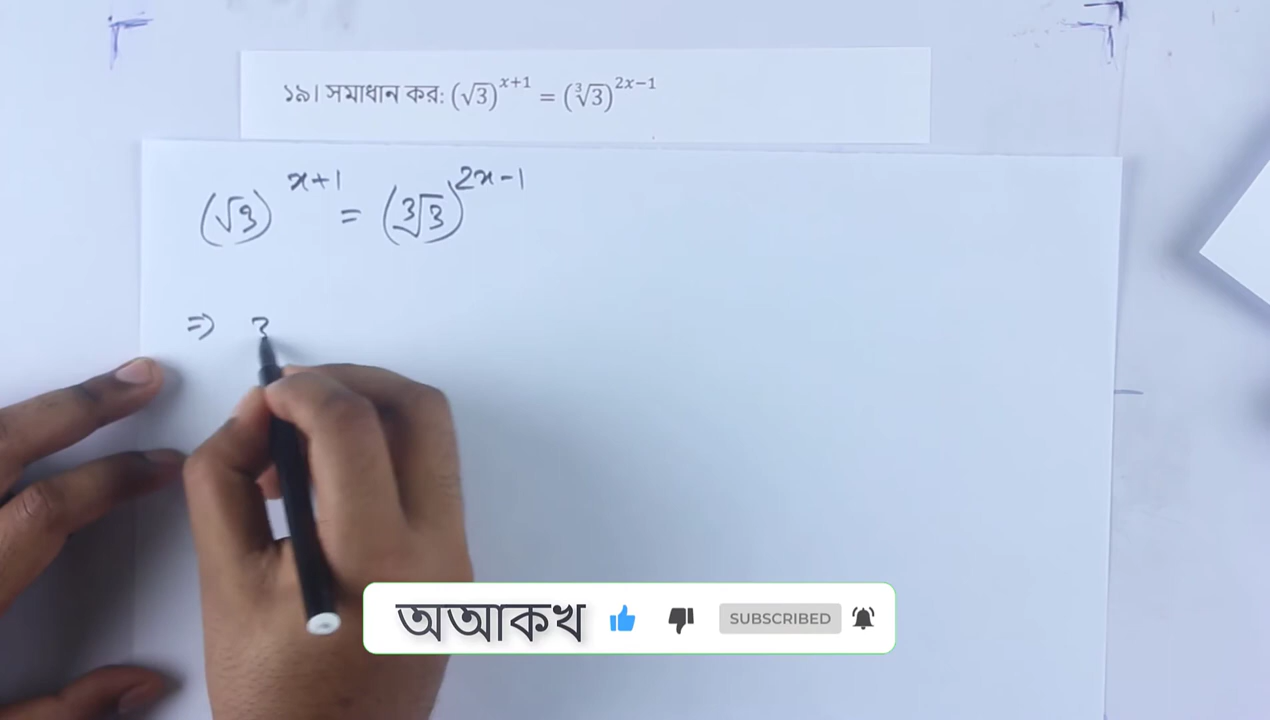 ১৯। সমাধান কর: (√3)^{x+1} = (∛3)^{2x−1}
(√3)^{x+1} = (∛3)^{2x−1}
⇒ 3
অআকখ SUBSCRIBED